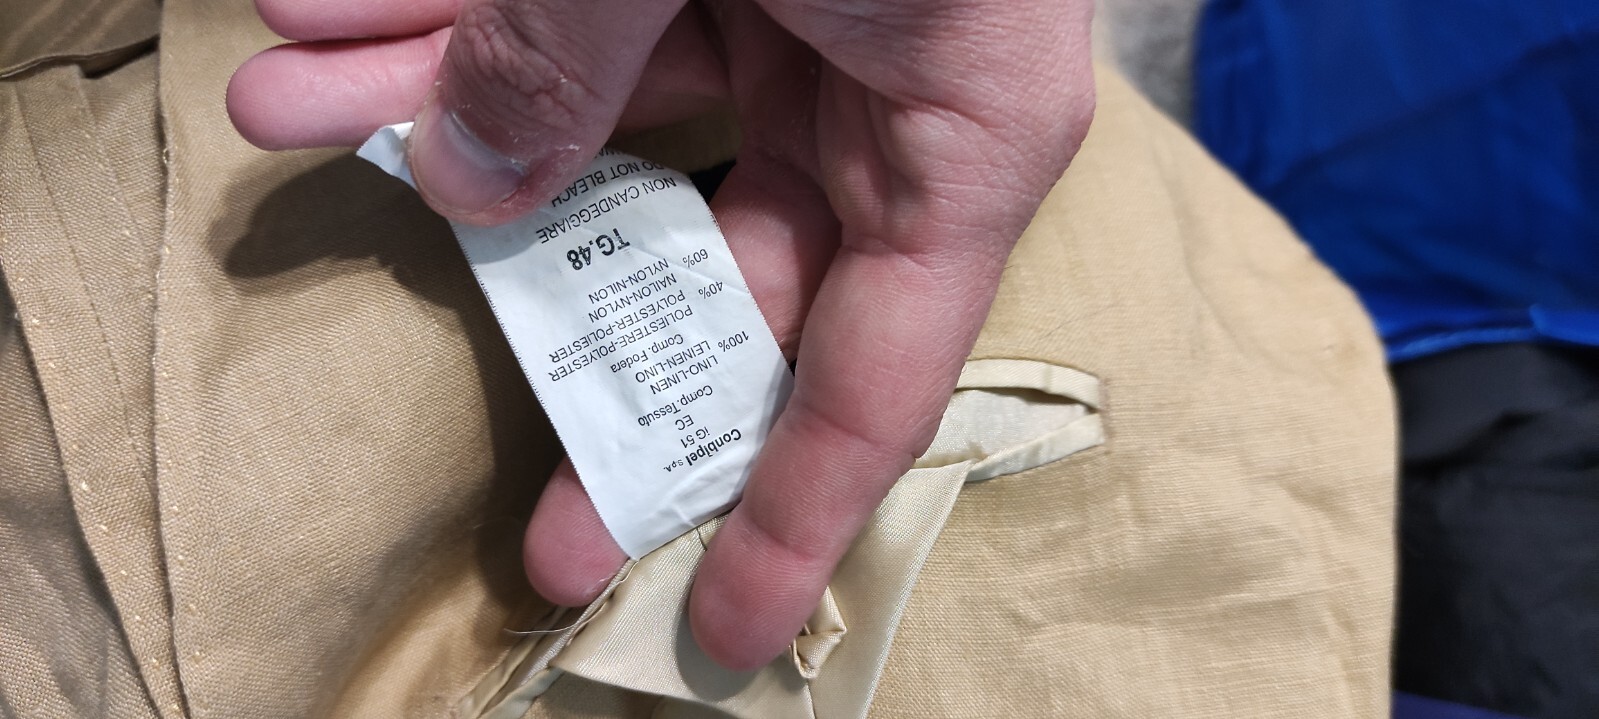 Conbipel S.p.A.
iG 51
EC
Comp.Tessuto
100% LINO-LINEN
LEINEN-LINO
Comp. Fodera
40% POLIESTERE-POLYESTER
POLYESTER-POLIESTER
60% NAILON-NYLON
NYLON-NILON
TG.48
NON CANDEGGIARE
DO NOT BLEACH